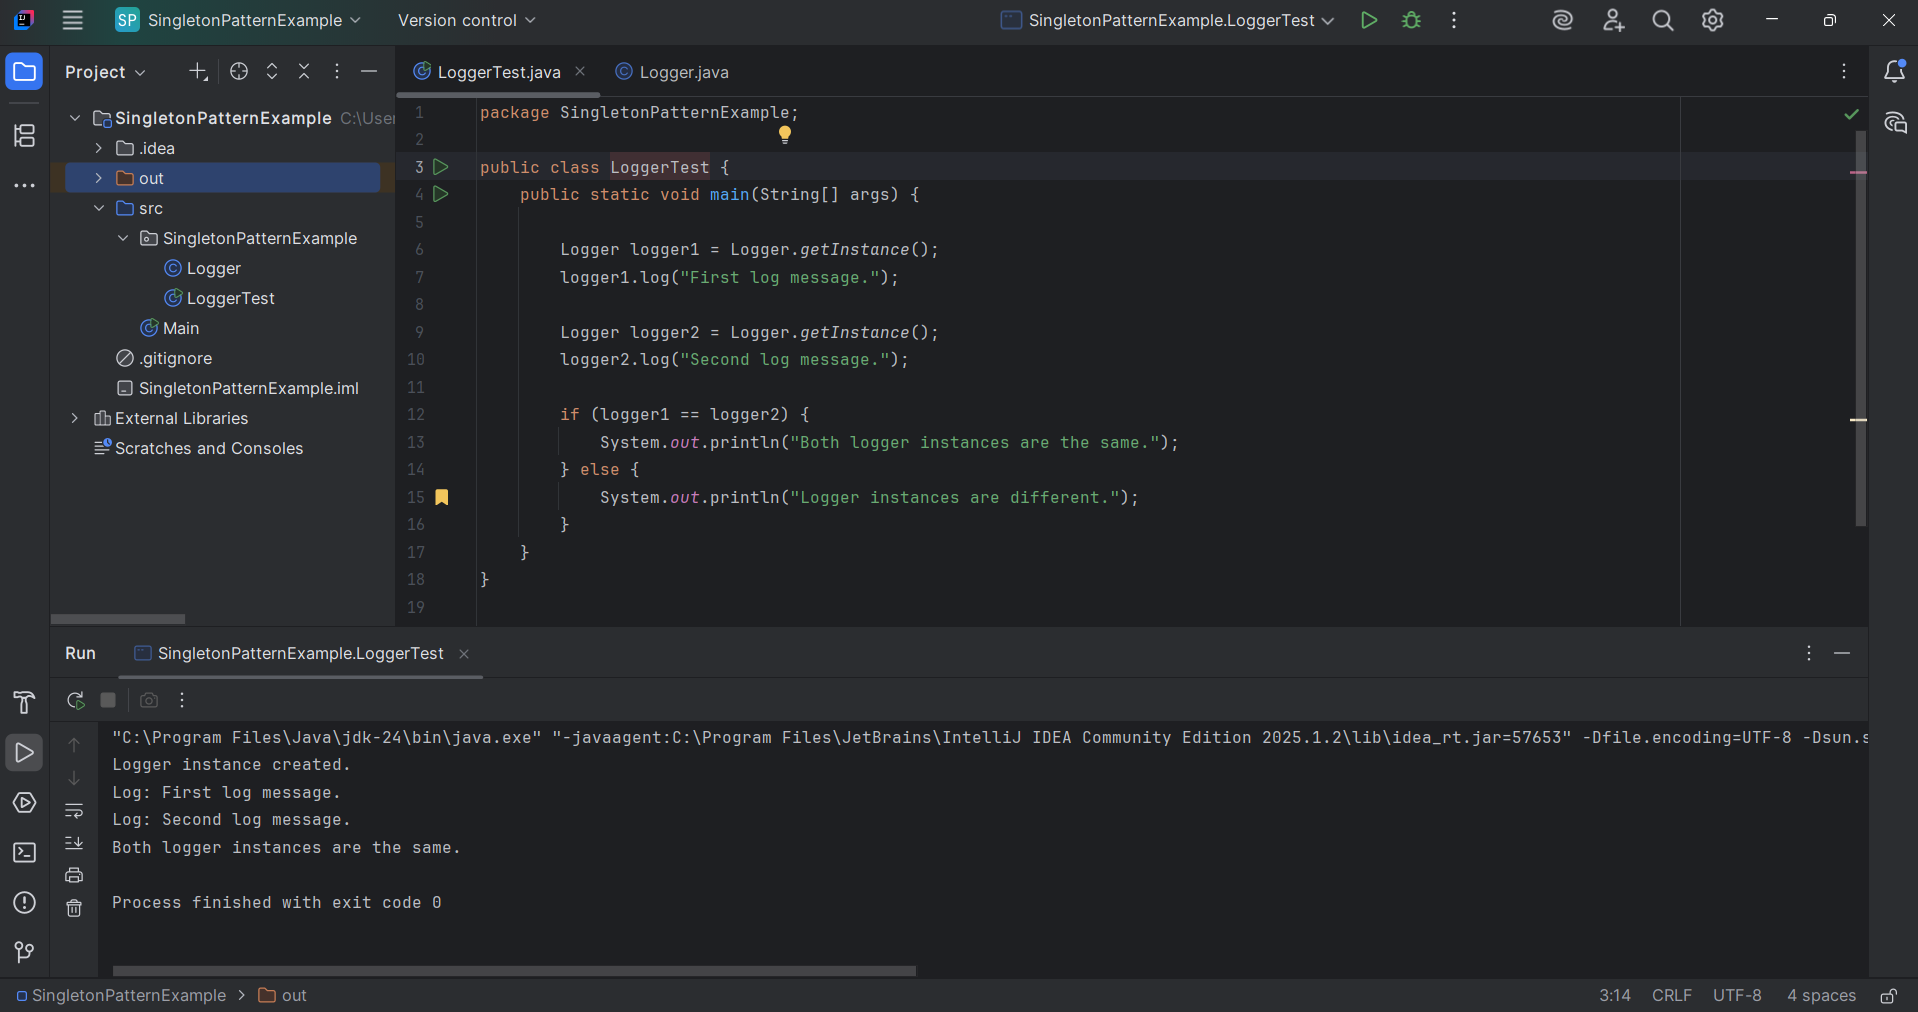 SP SingletonPatternExample Version control SingletonPatternExample.LoggerTest
Project
SingletonPatternExample C:\User
.idea
out
src
SingletonPatternExample
Logger
LoggerTest
Main
.gitignore
SingletonPatternExample.iml
External Libraries
Scratches and Consoles
LoggerTest.java Logger.java
1 package SingletonPatternExample;
2
3 public class LoggerTest {
4 public static void main(String[] args) {
5
6 Logger logger1 = Logger.getInstance();
7 logger1.log("First log message.");
8
9 Logger logger2 = Logger.getInstance();
10 logger2.log("Second log message.");
11
12 if (logger1 == logger2) {
13 System.out.println("Both logger instances are the same.");
14 } else {
15 System.out.println("Logger instances are different.");
16 }
17 }
18 }
19
Run SingletonPatternExample.LoggerTest
"C:\Program Files\Java\jdk-24\bin\java.exe" "-javaagent:C:\Program Files\JetBrains\IntelliJ IDEA Community Edition 2025.1.2\lib\idea_rt.jar=57653" -Dfile.encoding=UTF-8 -Dsun.s
Logger instance created.
Log: First log message.
Log: Second log message.
Both logger instances are the same.
Process finished with exit code 0
SingletonPatternExample out 3:14 CRLF UTF-8 4 spaces